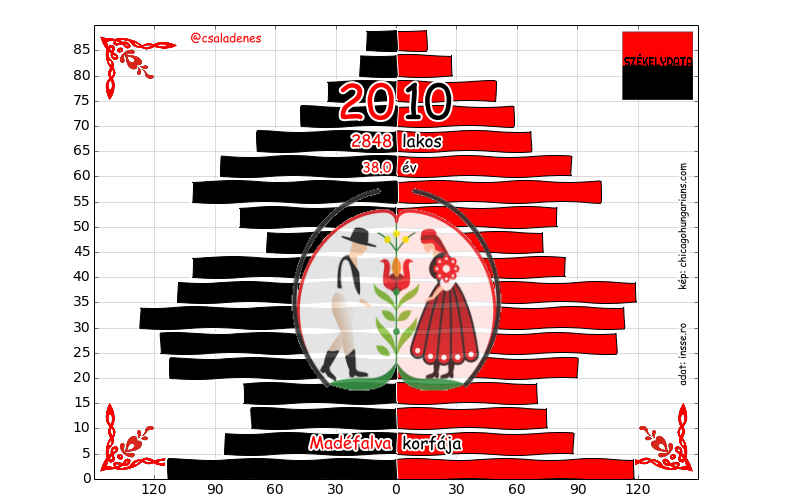 @csaladenes
SZÉKELYDATA
2010
2848 lakos
38.0 év
kép: chicagohungarians.com
adat: insse.ro
Madéfalva korfája
85
80
75
70
65
60
55
50
45
40
35
30
25
20
15
10
5
0
120 90 60 30 0 30 60 90 120